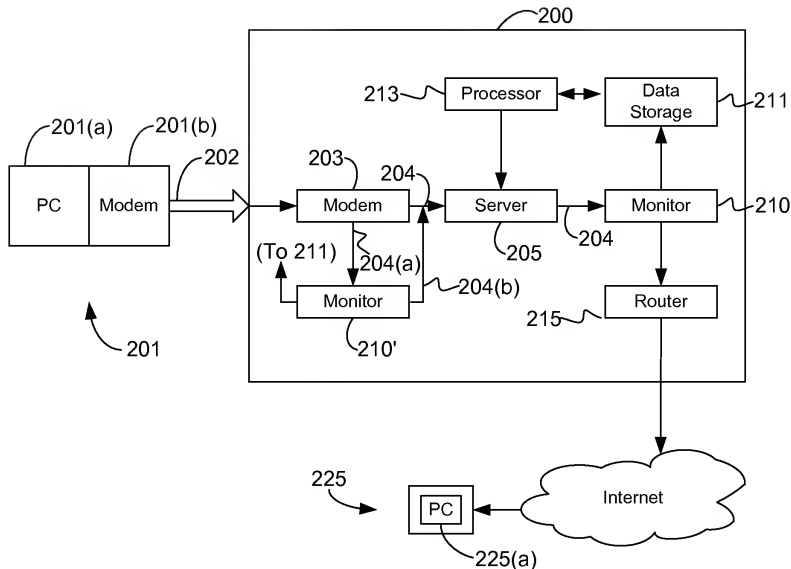 200
201(a)
201(b)
202
PC
Modem
201
213
Processor
Data
Storage
211
203
204
Modem
Server
205
204
Monitor
210
(To 211)
204(a)
204(b)
Monitor
210'
215
Router
225
PC
225(a)
Internet